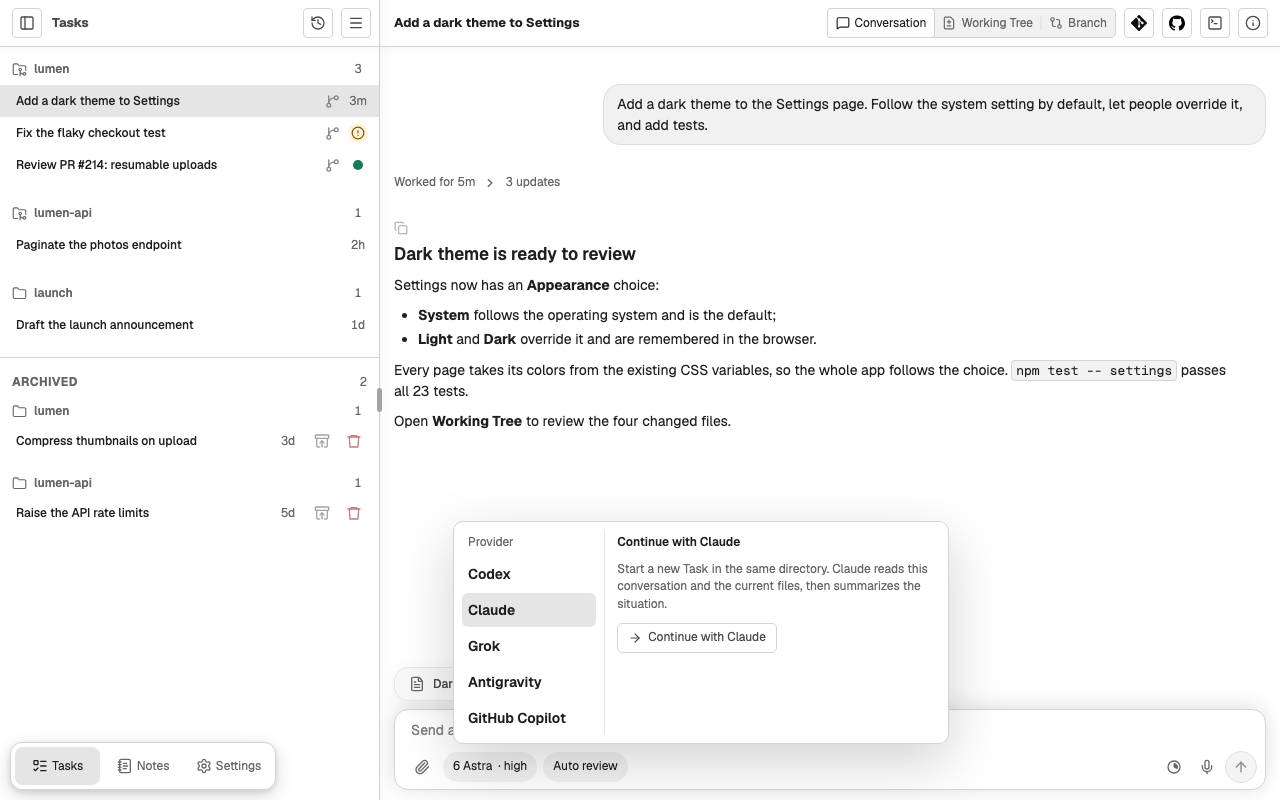 Tasks
lumen 3
Add a dark theme to Settings 3m
Fix the flaky checkout test
Review PR #214: resumable uploads
lumen-api 1
Paginate the photos endpoint 2h
launch 1
Draft the launch announcement 1d
ARCHIVED 2
lumen 1
Compress thumbnails on upload 3d
lumen-api 1
Raise the API rate limits 5d
Tasks Notes Settings
Add a dark theme to Settings
Conversation Working Tree Branch
Add a dark theme to the Settings page. Follow the system setting by default, let people override it,
and add tests.
Worked for 5m 3 updates
Dark theme is ready to review
Settings now has an Appearance choice:
• System follows the operating system and is the default;
• Light and Dark override it and are remembered in the browser.
Every page takes its colors from the existing CSS variables, so the whole app follows the choice. npm test -- settings passes
all 23 tests.
Open Working Tree to review the four changed files.
Provider
Codex
Claude
Grok
Antigravity
GitHub Copilot
Continue with Claude
Start a new Task in the same directory. Claude reads this
conversation and the current files, then summarizes the
situation.
Continue with Claude
Dar
Send a
6 Astra · high Auto review